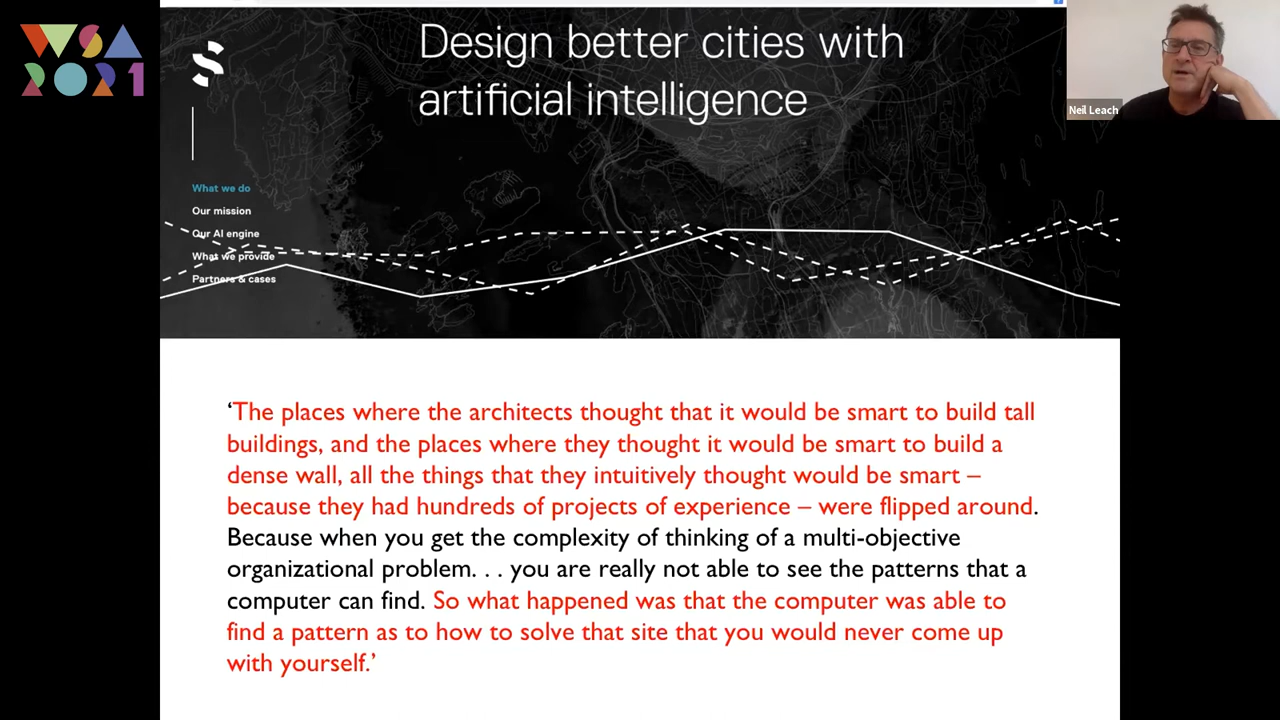 WSA
2021
Design better cities with
artificial intelligence
Neil Leach
What we do
Our mission
Our AI engine
What we provide
Partners & cases
‘The places where the architects thought that it would be smart to build tall
buildings, and the places where they thought it would be smart to build a
dense wall, all the things that they intuitively thought would be smart –
because they had hundreds of projects of experience – were flipped around.
Because when you get the complexity of thinking of a multi-objective
organizational problem. . . you are really not able to see the patterns that a
computer can find. So what happened was that the computer was able to
find a pattern as to how to solve that site that you would never come up
with yourself.’